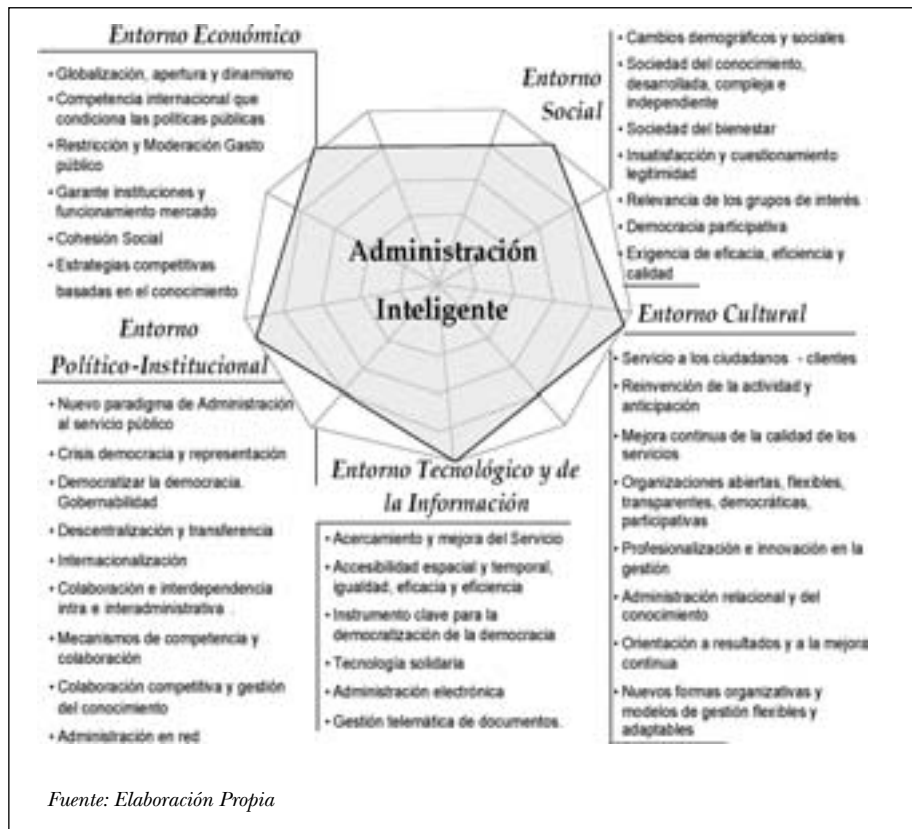 Entorno Económico
• Globalización, apertura y dinamismo
• Competencia internacional que
condiciona las políticas públicas
• Restricción y Moderación Gasto
público
• Garante instituciones y
funcionamiento mercado
• Cohesión Social
• Estrategias competitivas
basadas en el conocimiento
Entorno
Social
• Cambios demográficos y sociales
• Sociedad del conocimiento,
desarrollada, compleja e
independiente
• Sociedad del bienestar
• Insatisfacción y cuestionamiento
legitimidad
• Relevancia de los grupos de interés
• Democracia participativa
• Exigencia de eficacia, eficiencia y
calidad
Administración
Inteligente
Entorno
Político-Institucional
• Nuevo paradigma de Administración
al servicio público
• Crisis democracia y representación
• Democratizar la democracia.
Gobernabilidad
• Descentralización y transferencia
• Internacionalización
• Colaboración e interdependencia
intra e interadministrativa .
• Mecanismos de competencia y
colaboración
• Colaboración competitiva y gestión
del conocimiento
• Administración en red
Entorno Tecnológico y de
la Información
• Acercamiento y mejora del Servicio
• Accesibilidad espacial y temporal,
igualdad, eficacia y eficiencia
• Instrumento clave para la
democratización de la democracia
• Tecnología solidaria
• Administración electrónica
• Gestión telemática de documentos.
Entorno Cultural
• Servicio a los ciudadanos - clientes
• Reinvención de la actividad y
anticipación
• Mejora continua de la calidad de los
servicios
• Organizaciones abiertas, flexibles,
transparentes, democráticas,
participativas
• Profesionalización e innovación en la
gestión
• Administración relacional y del
conocimiento
• Orientación a resultados y a la mejora
continua
• Nuevos formas organizativas y
modelos de gestión flexibles y
adaptables
Fuente: Elaboración Propia